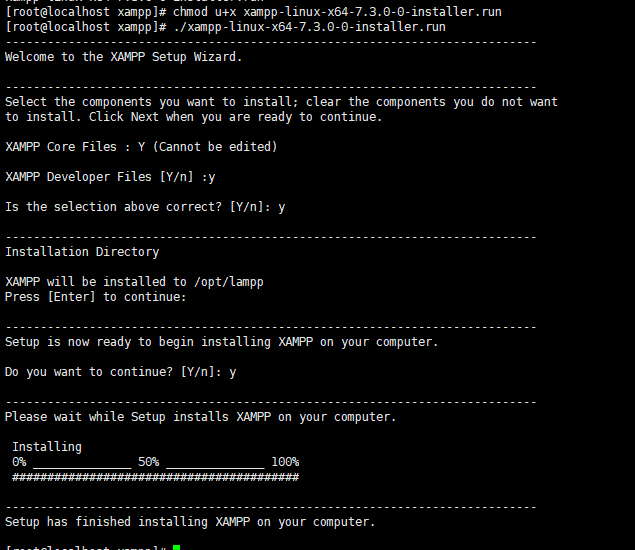 [root@localhost xampp]# chmod u+x xampp-linux-x64-7.3.0-0-installer.run
[root@localhost xampp]# ./xampp-linux-x64-7.3.0-0-installer.run
----------------------------------------------------------------------------
Welcome to the XAMPP Setup Wizard.
----------------------------------------------------------------------------
Select the components you want to install; clear the components you do not want
to install. Click Next when you are ready to continue.
XAMPP Core Files : Y (Cannot be edited)
XAMPP Developer Files [Y/n] :y
Is the selection above correct? [Y/n]: y
----------------------------------------------------------------------------
Installation Directory
XAMPP will be installed to /opt/lampp
Press [Enter] to continue:
----------------------------------------------------------------------------
Setup is now ready to begin installing XAMPP on your computer.
Do you want to continue? [Y/n]: y
----------------------------------------------------------------------------
Please wait while Setup installs XAMPP on your computer.
Installing
0% ______________ 50% ______________ 100%
#########################################
----------------------------------------------------------------------------
Setup has finished installing XAMPP on your computer.
[root@localhost xampp]#